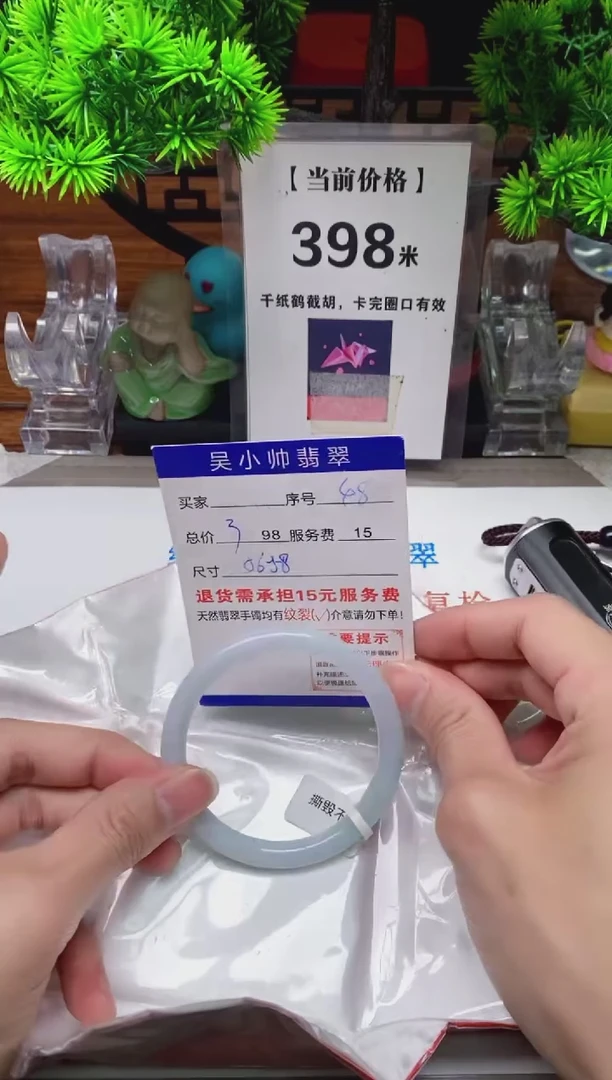 【当前价格】
398米
千纸鹤截胡，卡完圈口有效
吴小帅翡翠
买家 序号 68
总价 3 98 服务费 15
尺寸
退货需承担15元服务费
天然翡翠手镯均有纹裂(√)介意请勿下单！
要提示
翠
复检
撕毁不